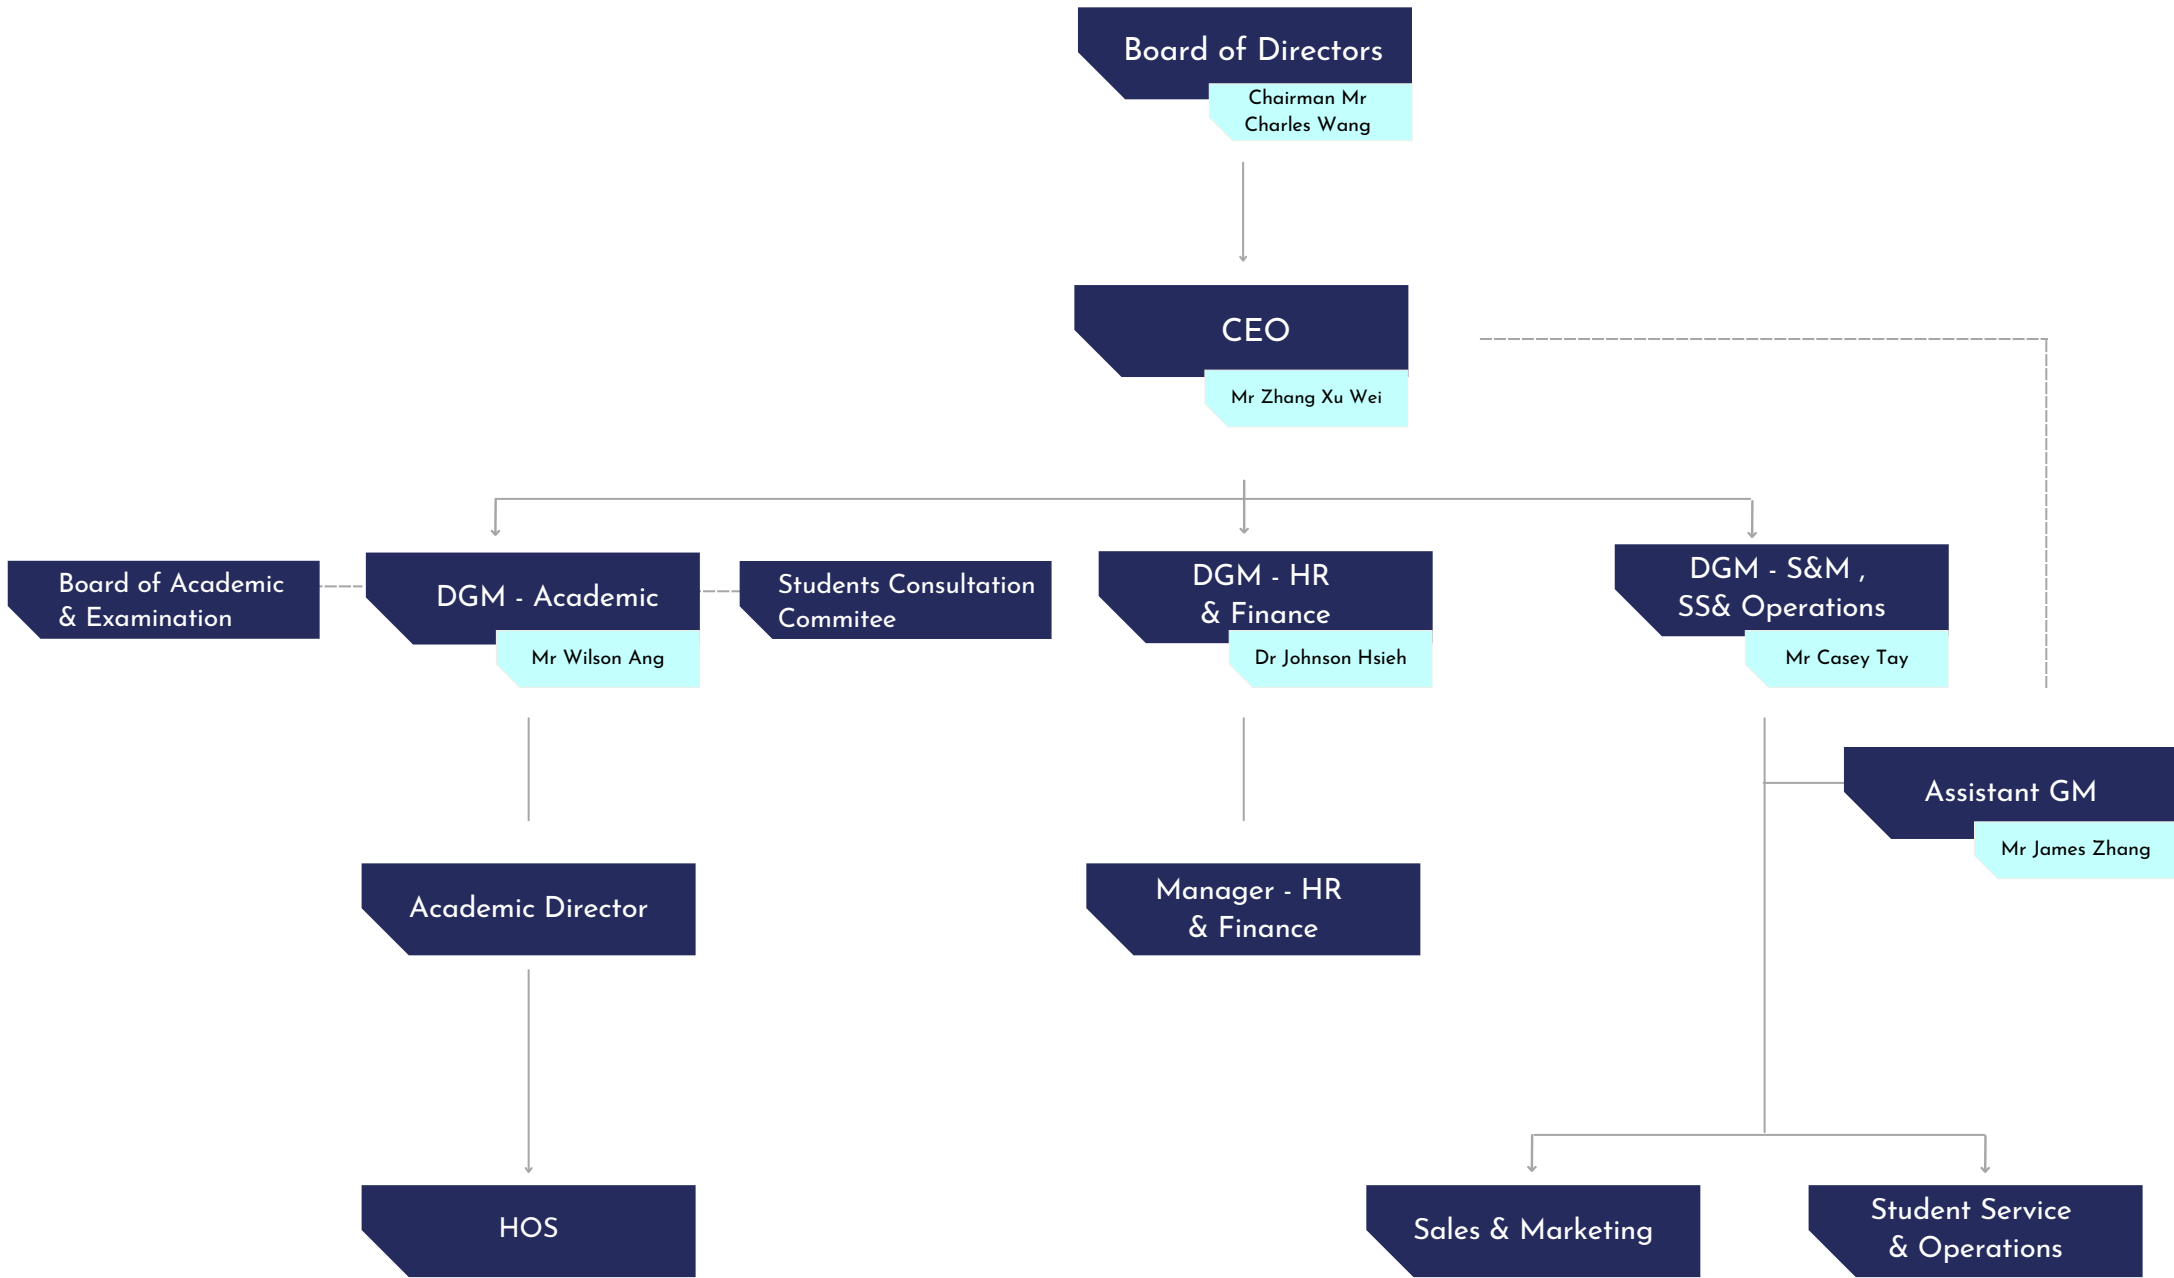 Board of Directors
Chairman Mr
Charles Wang
CEO
Mr Zhang Xu Wei
Board of Academic
& Examination
DGM - Academic
Mr Wilson Ang
Students Consultation
Commitee
DGM - HR
& Finance
Dr Johnson Hsieh
DGM - S&M ,
SS& Operations
Mr Casey Tay
Assistant GM
Mr James Zhang
Academic Director
Manager - HR
& Finance
HOS
Sales & Marketing
Student Service
& Operations